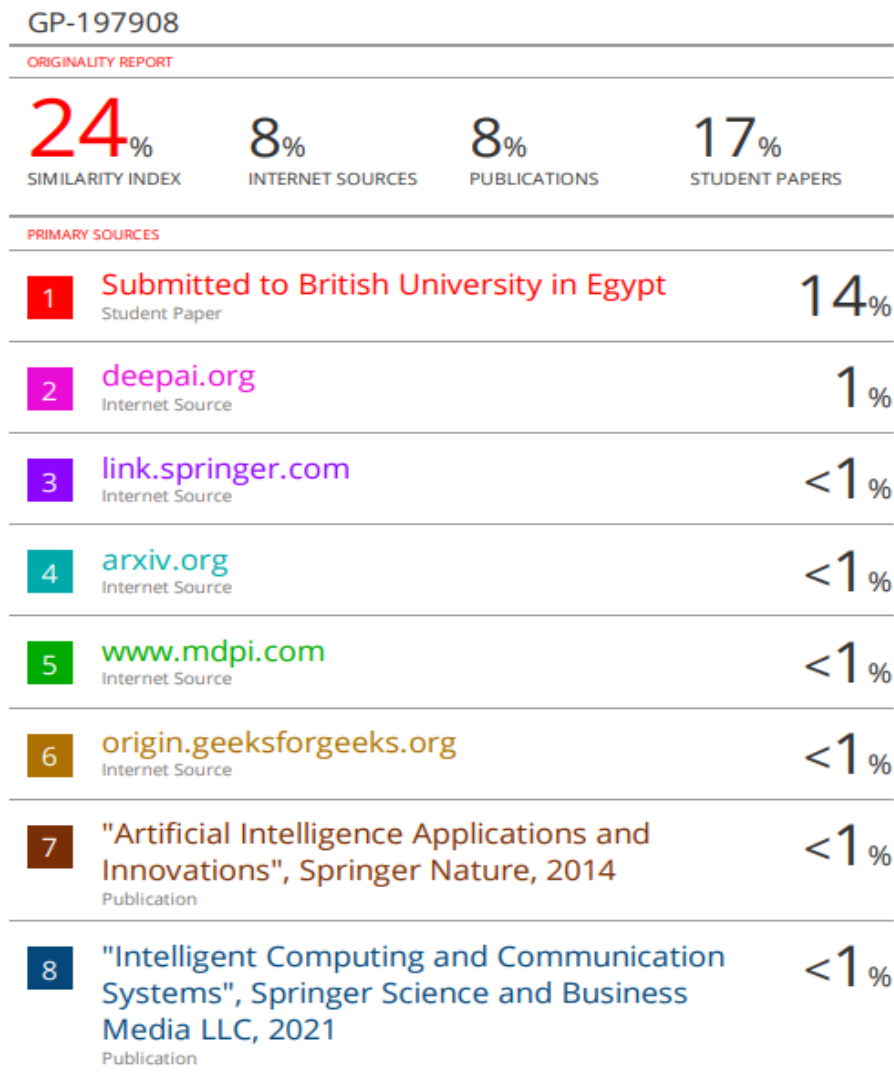 GP-197908
ORIGINALITY REPORT
24% 8% 8% 17%
SIMILARITY INDEX INTERNET SOURCES PUBLICATIONS STUDENT PAPERS
PRIMARY SOURCES
1 Submitted to British University in Egypt 14%
Student Paper
2 deepai.org 1%
Internet Source
3 link.springer.com <1%
Internet Source
4 arxiv.org <1%
Internet Source
5 www.mdpi.com <1%
Internet Source
6 origin.geeksforgeeks.org <1%
Internet Source
7 "Artificial Intelligence Applications and <1%
Innovations", Springer Nature, 2014
Publication
8 "Intelligent Computing and Communication <1%
Systems", Springer Science and Business
Media LLC, 2021
Publication